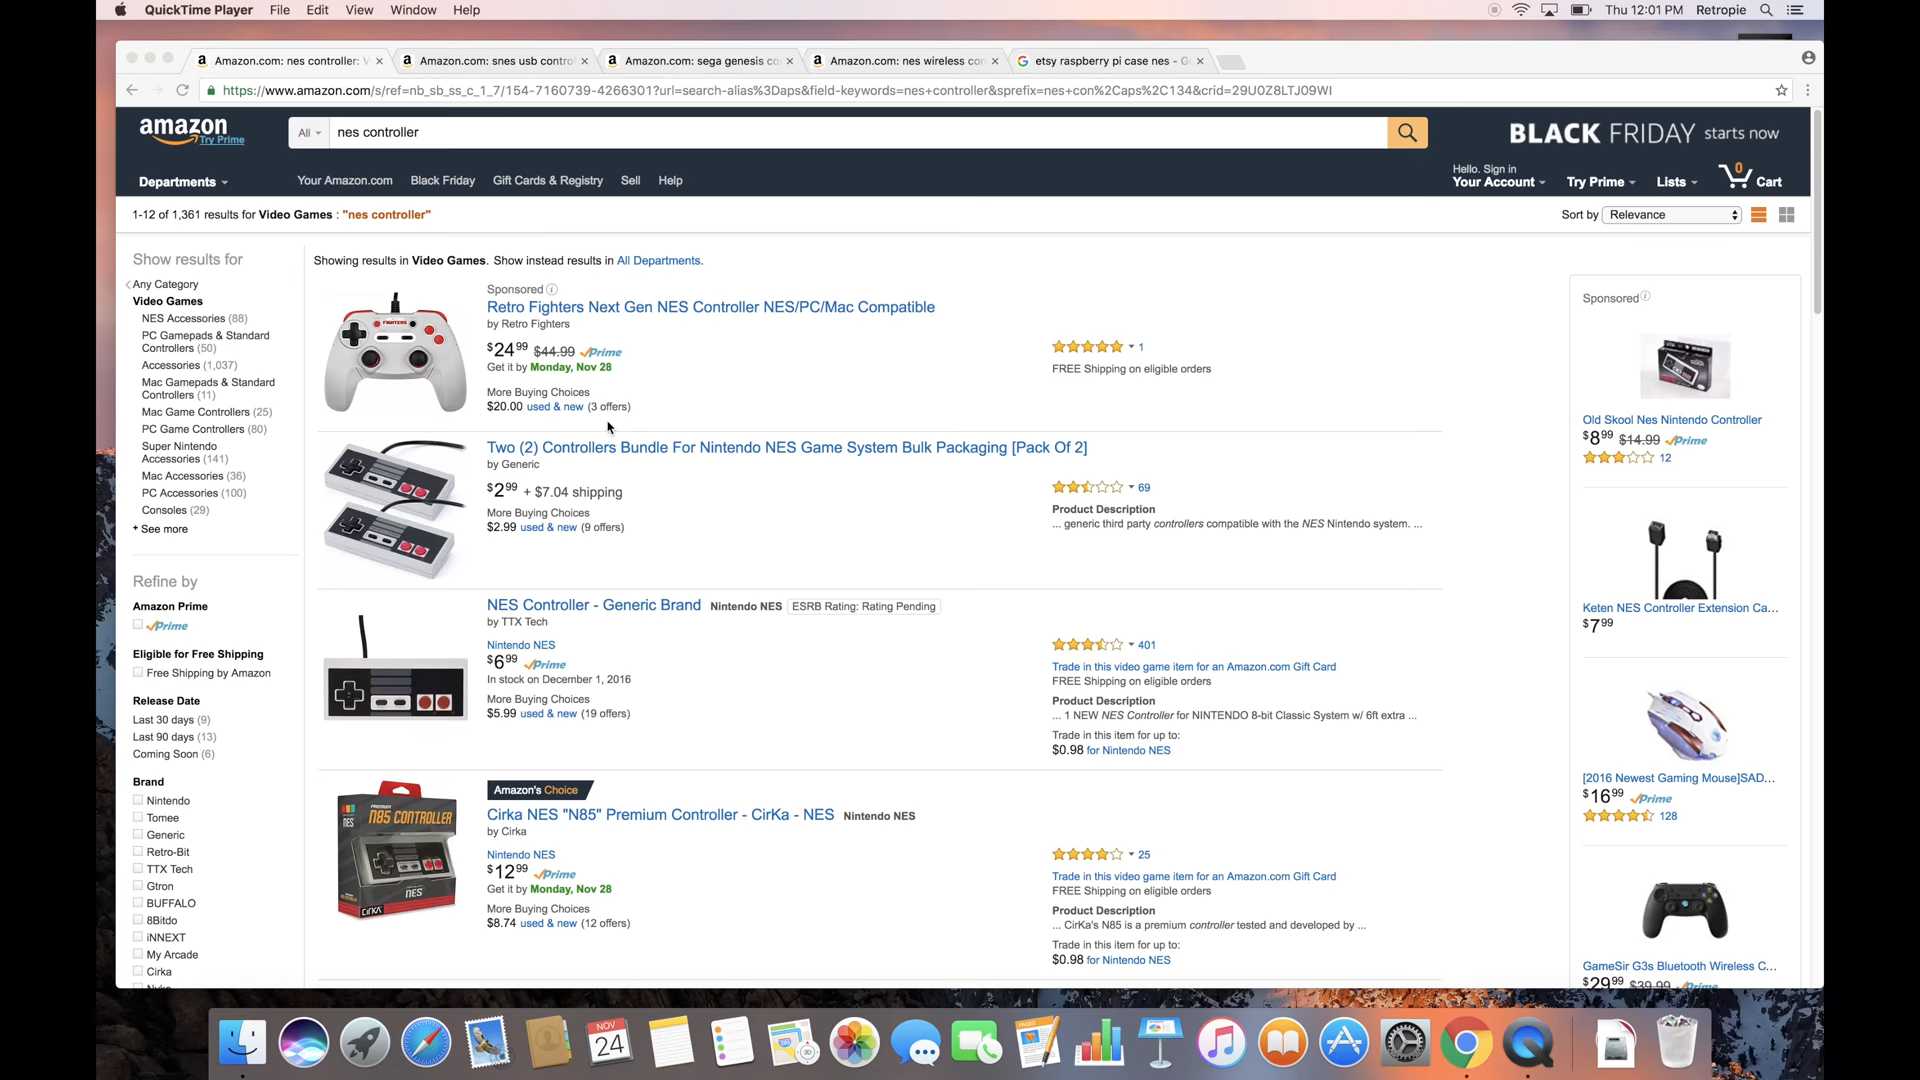 QuickTime Player File Edit View Window Help
Thu 12:01 PM Retropie
Amazon.com: nes controller: V
Amazon.com: snes usb contro
Amazon.com: sega genesis co
Amazon.com: nes wireless con
etsy raspberry pi case nes - G
https://www.amazon.com/s/ref=nb_sb_ss_c_1_7/154-7160739-4266301?url=search-alias%3Daps&field-keywords=nes+controller&sprefix=nes+con%2Caps%2C134&crid=29U0Z8LTJ09WI
amazon
Try Prime
All
nes controller
BLACK FRIDAY starts now
Departments
Your Amazon.com Black Friday Gift Cards & Registry Sell Help
Hello. Sign in
Your Account
Try Prime
Lists
0
Cart
1-12 of 1,361 results for Video Games : "nes controller"
Sort by Relevance
Show results for
Any Category
Video Games
NES Accessories (88)
PC Gamepads & Standard
Controllers (50)
Accessories (1,037)
Mac Gamepads & Standard
Controllers (11)
Mac Game Controllers (25)
PC Game Controllers (80)
Super Nintendo
Accessories (141)
Mac Accessories (36)
PC Accessories (100)
Consoles (29)
+ See more
Refine by
Amazon Prime
Prime
Eligible for Free Shipping
Free Shipping by Amazon
Release Date
Last 30 days (9)
Last 90 days (13)
Coming Soon (6)
Brand
Nintendo
Tomee
Generic
Retro-Bit
TTX Tech
Gtron
BUFFALO
8Bitdo
iNNEXT
My Arcade
Cirka
Showing results in Video Games. Show instead results in All Departments.
Sponsored
Retro Fighters Next Gen NES Controller NES/PC/Mac Compatible
by Retro Fighters
$24.99 $44.99 Prime
Get it by Monday, Nov 28
More Buying Choices
$20.00 used & new (3 offers)
1
FREE Shipping on eligible orders
Two (2) Controllers Bundle For Nintendo NES Game System Bulk Packaging [Pack Of 2]
by Generic
$2.99 + $7.04 shipping
More Buying Choices
$2.99 used & new (9 offers)
69
Product Description
... generic third party controllers compatible with the NES Nintendo system. ...
NES Controller - Generic Brand Nintendo NES ESRB Rating: Rating Pending
by TTX Tech
Nintendo NES
$6.99 Prime
In stock on December 1, 2016
More Buying Choices
$5.99 used & new (19 offers)
401
Trade in this video game item for an Amazon.com Gift Card
FREE Shipping on eligible orders
Product Description
... 1 NEW NES Controller for NINTENDO 8-bit Classic System w/ 6ft extra ...
Trade in this item for up to:
$0.98 for Nintendo NES
PREMIUM
N85 CONTROLLER
NES
NES
CirKA
Amazon's Choice
Cirka NES "N85" Premium Controller - CirKa - NES Nintendo NES
by Cirka
Nintendo NES
$12.99 Prime
Get it by Monday, Nov 28
More Buying Choices
$8.74 used & new (12 offers)
25
Trade in this video game item for an Amazon.com Gift Card
FREE Shipping on eligible orders
Product Description
... CirKa's N85 is a premium controller tested and developed by ...
Trade in this item for up to:
$0.98 for Nintendo NES
Sponsored
Old Skool Nes Nintendo Controller
$8.99 $14.99 Prime
12
Keten NES Controller Extension Ca...
$7.99
[2016 Newest Gaming Mouse]SAD...
$16.99 Prime
128
GameSir G3s Bluetooth Wireless C...
$29.99 $39.99 Prime
NOV
24
PAGES